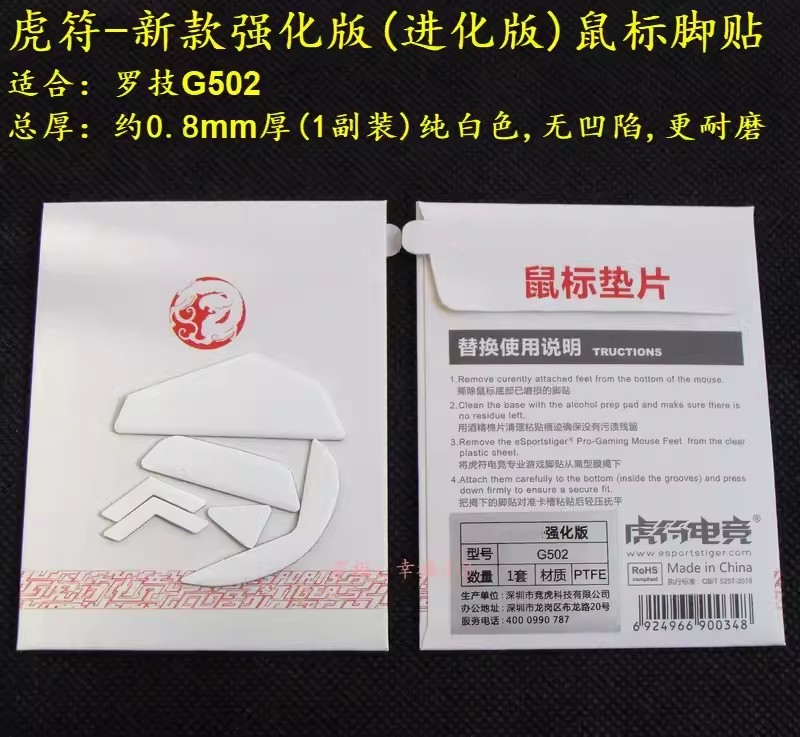 虎符-新款强化版(进化版)鼠标脚贴
适合：罗技G502
总厚：约0.8mm厚(1副装)纯白色,无凹陷,更耐磨
鼠标垫片
替换使用说明 TRUCTIONS
1.Remove curently attached feet from the bottom of the mouse.
撕除鼠标底部已磨损的脚贴
2.Clean the base with the alcohol prep pad and make sure there is
no residue left.
用酒精棉片清理粘贴痕迹确保没有污渍残留
3.Remove the eSportstiger® Pro-Gaming Mouse Feet from the clear
plastic sheet.
将虎符电竞专业游戏脚贴从离型膜揭下
4.Attach them carefully to the bottom (inside the grooves) and press
down firmly to ensure a secure fit.
把揭下的脚贴对准卡槽粘贴后轻压抚平
强化版
型号 G502
数量 1套 材质 PTFE
生产单位：深圳市竞虎科技有限公司
办公地址：深圳市龙岗区布龙路20号
服务电话：400 0990 787
虎符电竞®
www.esportstiger.com
RoHS compliant Made in China
执行标准：QB/T 5257-2018
6 924966 900348